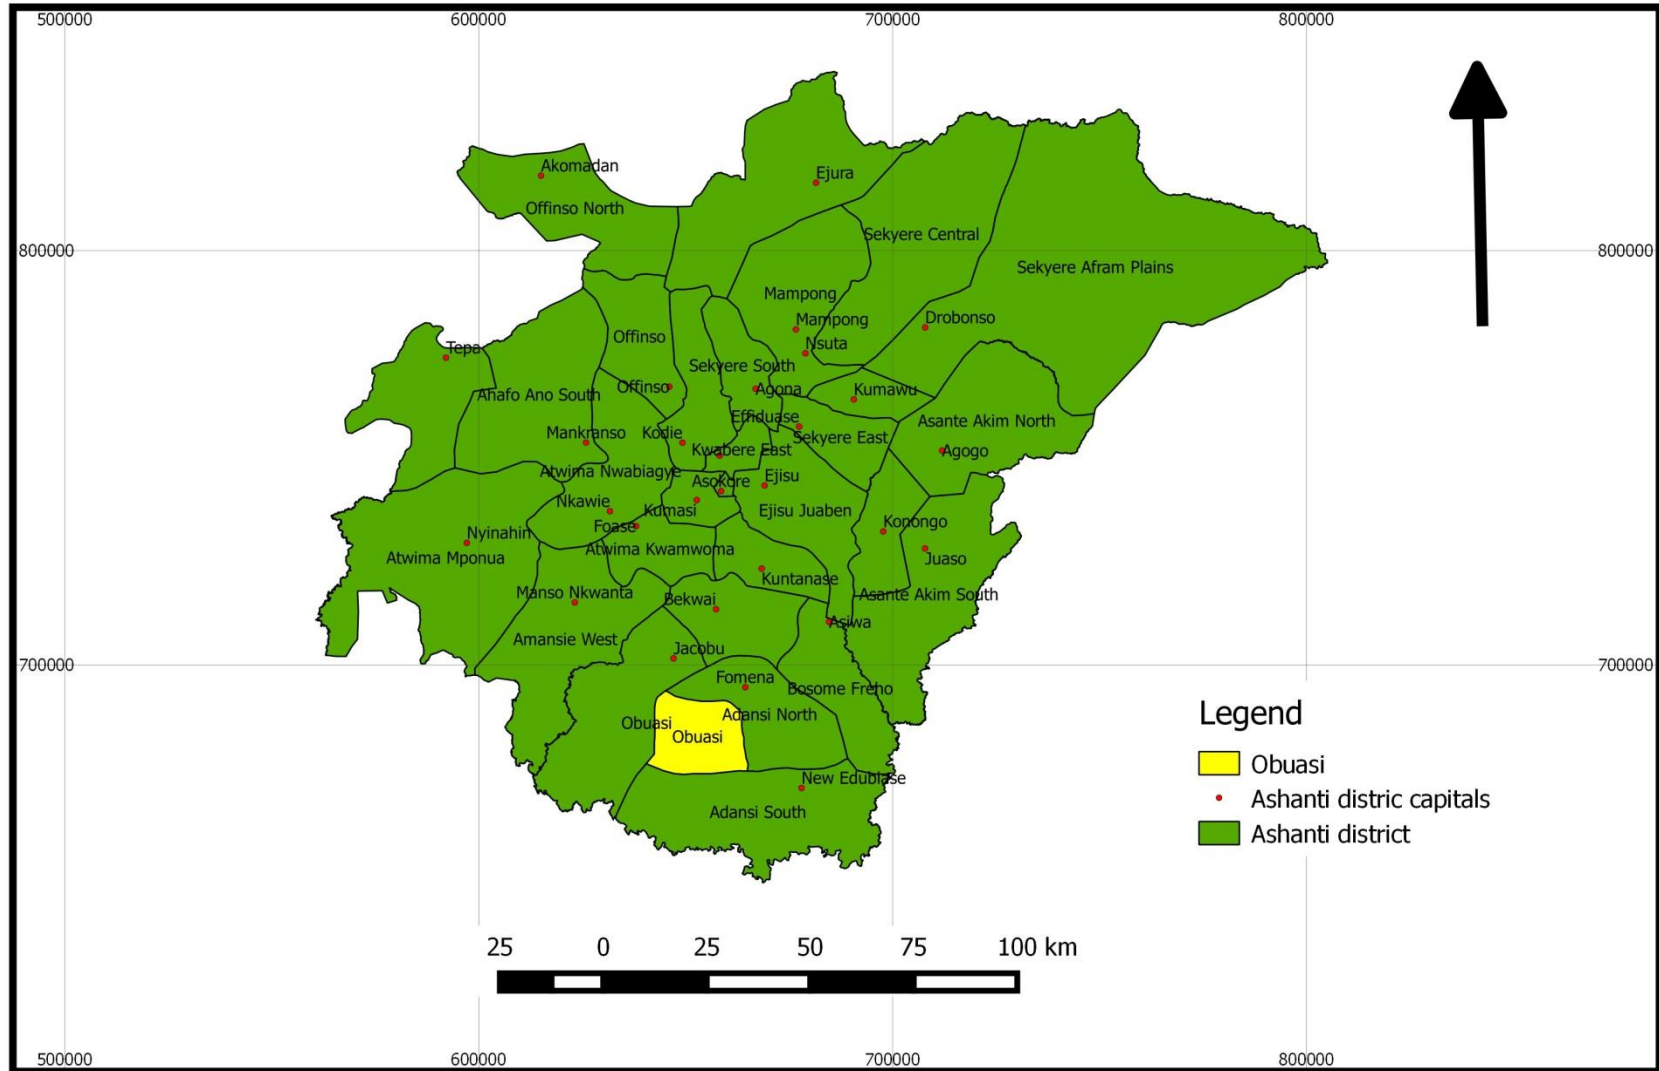 500000 600000 700000 800000
Akomadan
Ejura
Offinso North
Sekyere Central
800000 800000
Sekyere Afram Plains
Mampong
Mampong
Drobonso
Offinso
Nsuta
Tepa
Sekyere South
Offinso
Agona
Kumawu
Ahafo Ano South
Effiduase
Asante Akim North
Mankranso
Kodie
Sekyere East
Kwabere East
Agogo
Atwima Nwabiagye
Asokore
Ejisu
Nkawie
Kumasi
Ejisu Juaben
Foase
Konongo
Nyinahin
Atwima Kwamwoma
Atwima Mponua
Juaso
Kuntanase
Manso Nkwanta
Bekwai
Asante Akim South
Asiwa
Amansie West
Jacobu
700000 700000
Fomena
Bosome Freho
Obuasi
Adansi North
Obuasi
New Edubiase
Adansi South
Legend
Obuasi
Ashanti distric capitals
Ashanti district
25 0 25 50 75 100 km
500000 600000 700000 800000